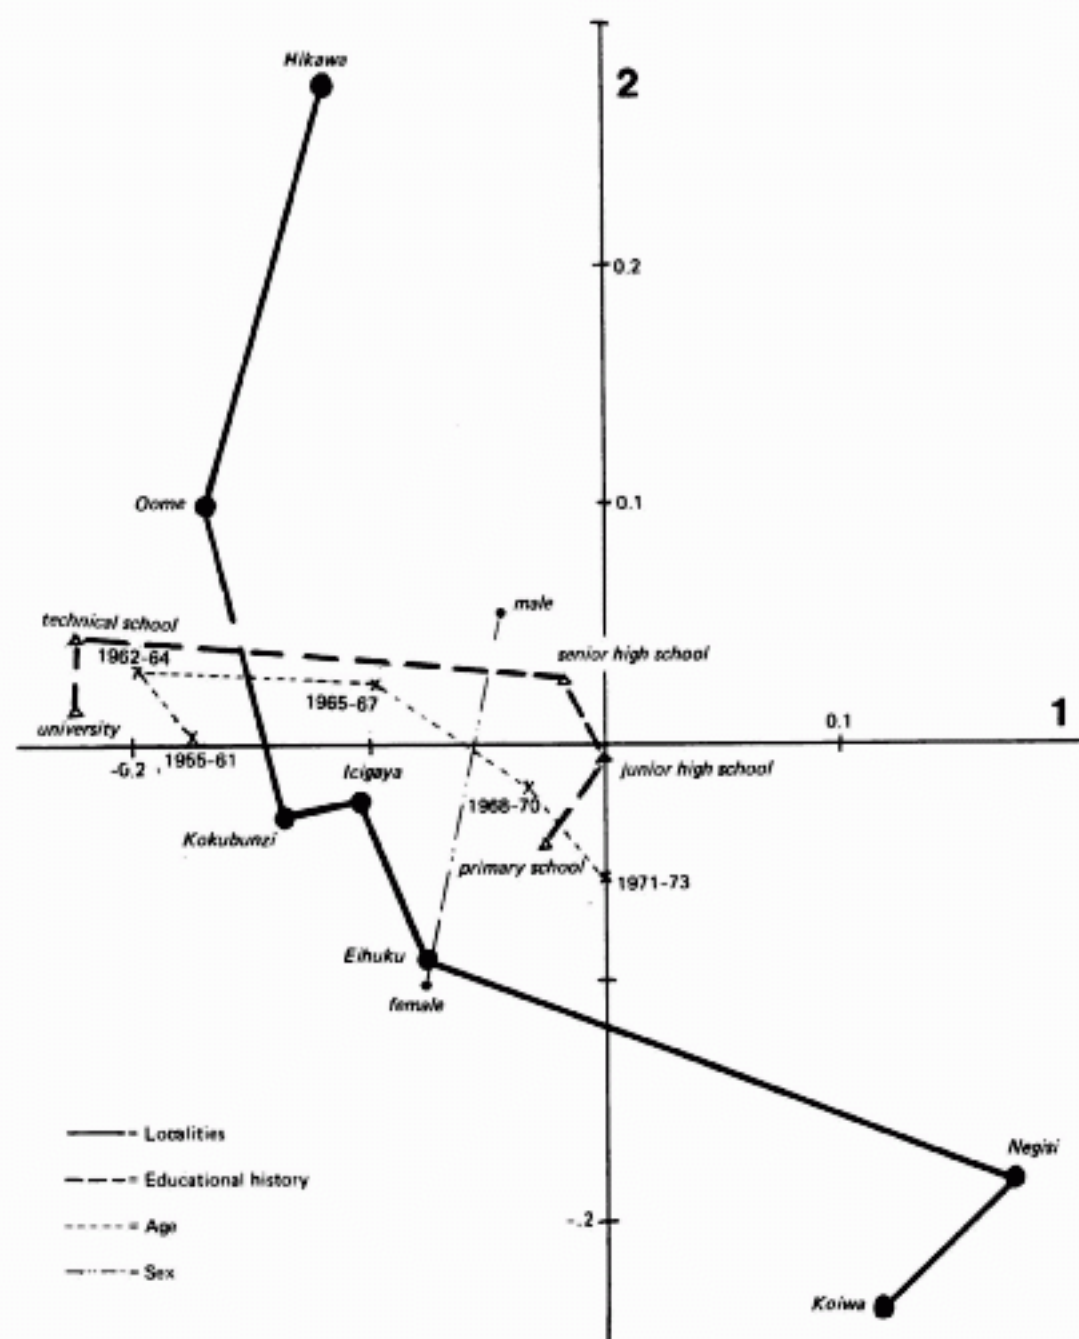 Hikawa
2
0.2
Oome
0.1
male
technical school
senior high school
1962-64
1965-67
university
0.1
1
-0.2
1955-61
Icigaya
junior high school
1968-70
Kokubunzi
primary school
1971-73
Eihuku
female
Localities
Educational history
Age
Sex
Negisi
-.2
Koiwa